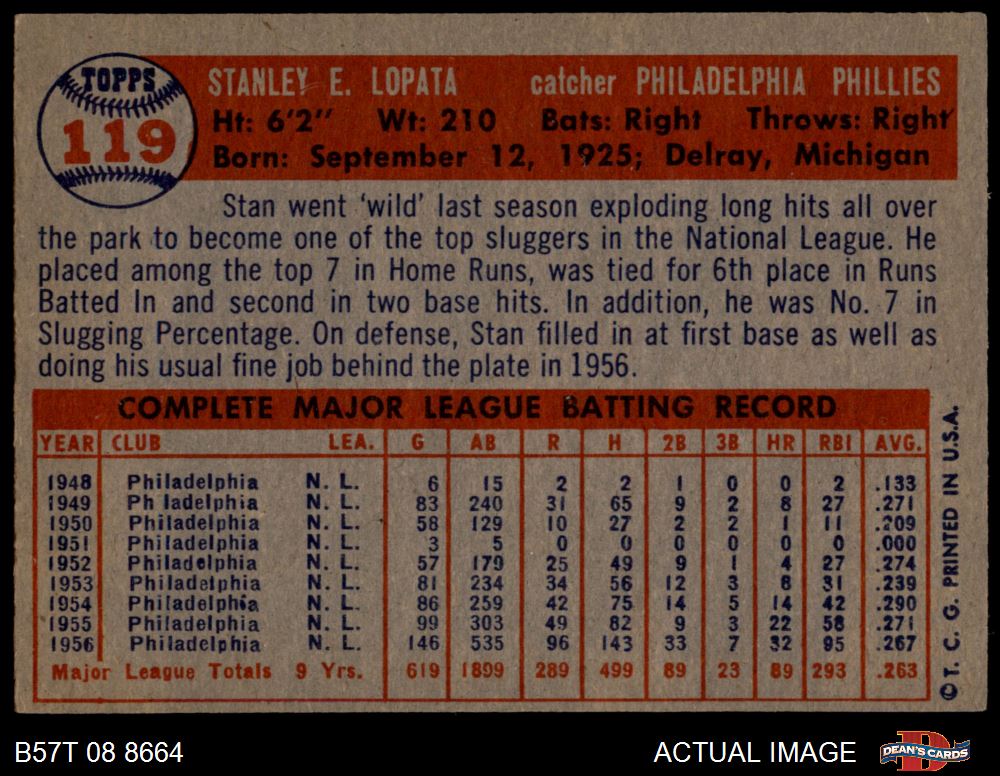 TOPPS
119
STANLEY E. LOPATA catcher PHILADELPHIA PHILLIES
Ht: 6'2" Wt: 210 Bats: Right Throws: Right
Born: September 12, 1925; Delray, Michigan
Stan went 'wild' last season exploding long hits all over
the park to become one of the top sluggers in the National League. He
placed among the top 7 in Home Runs, was tied for 6th place in Runs
Batted In and second in two base hits. In addition, he was No. 7 in
Slugging Percentage. On defense, Stan filled in at first base as well as
doing his usual fine job behind the plate in 1956.
COMPLETE MAJOR LEAGUE BATTING RECORD
YEAR CLUB LEA. G AB R H 2B 3B HR RBI AVG.
1948 Philadelphia N. L. 6 15 2 2 1 0 0 2 .133
1949 Ph ladelphia N. L. 83 240 31 65 9 2 8 27 .271
1950 Philadelphia N. L. 58 129 10 27 2 2 1 11 .209
1951 Philadelphia N. L. 3 5 0 0 0 0 0 0 .000
1952 Philadelphia N. L. 57 179 25 49 9 1 4 27 .274
1953 Philadelphia N. L. 81 234 34 56 12 3 8 31 .239
1954 Philadelphia N. L. 86 259 42 75 14 5 14 42 .290
1955 Philadelphia N. L. 99 303 49 82 9 3 22 58 .271
1956 Philadelphia N. L. 146 535 96 143 33 7 32 95 .267
Major League Totals 9 Yrs. 619 1899 289 499 89 23 89 293 .263
©T. C. G. PRINTED IN U.S.A.
B57T 08 8664 ACTUAL IMAGE
DEAN'S CARDS